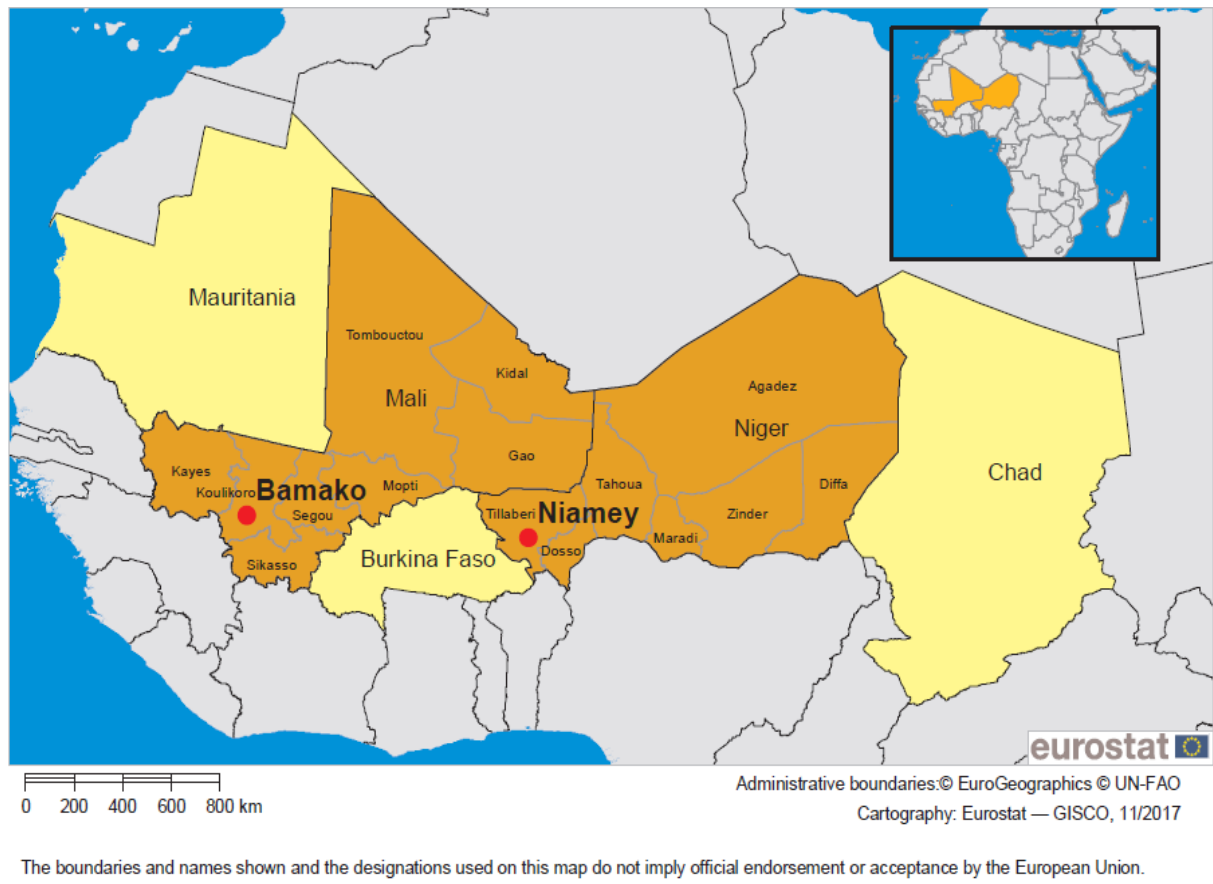 Mauritania
Tombouctou
Kidal
Mali
Agadez
Niger
Gao
Kayes
Koulikoro
Bamako
Mopti
Segou
Sikasso
Tahoua
Diffa
Chad
Tillaberi
Niamey
Zinder
Maradi
Dosso
Burkina Faso
eurostat
0 200 400 600 800 km
Administrative boundaries:© EuroGeographics © UN-FAO
Cartography: Eurostat — GISCO, 11/2017
The boundaries and names shown and the designations used on this map do not imply official endorsement or acceptance by the European Union.